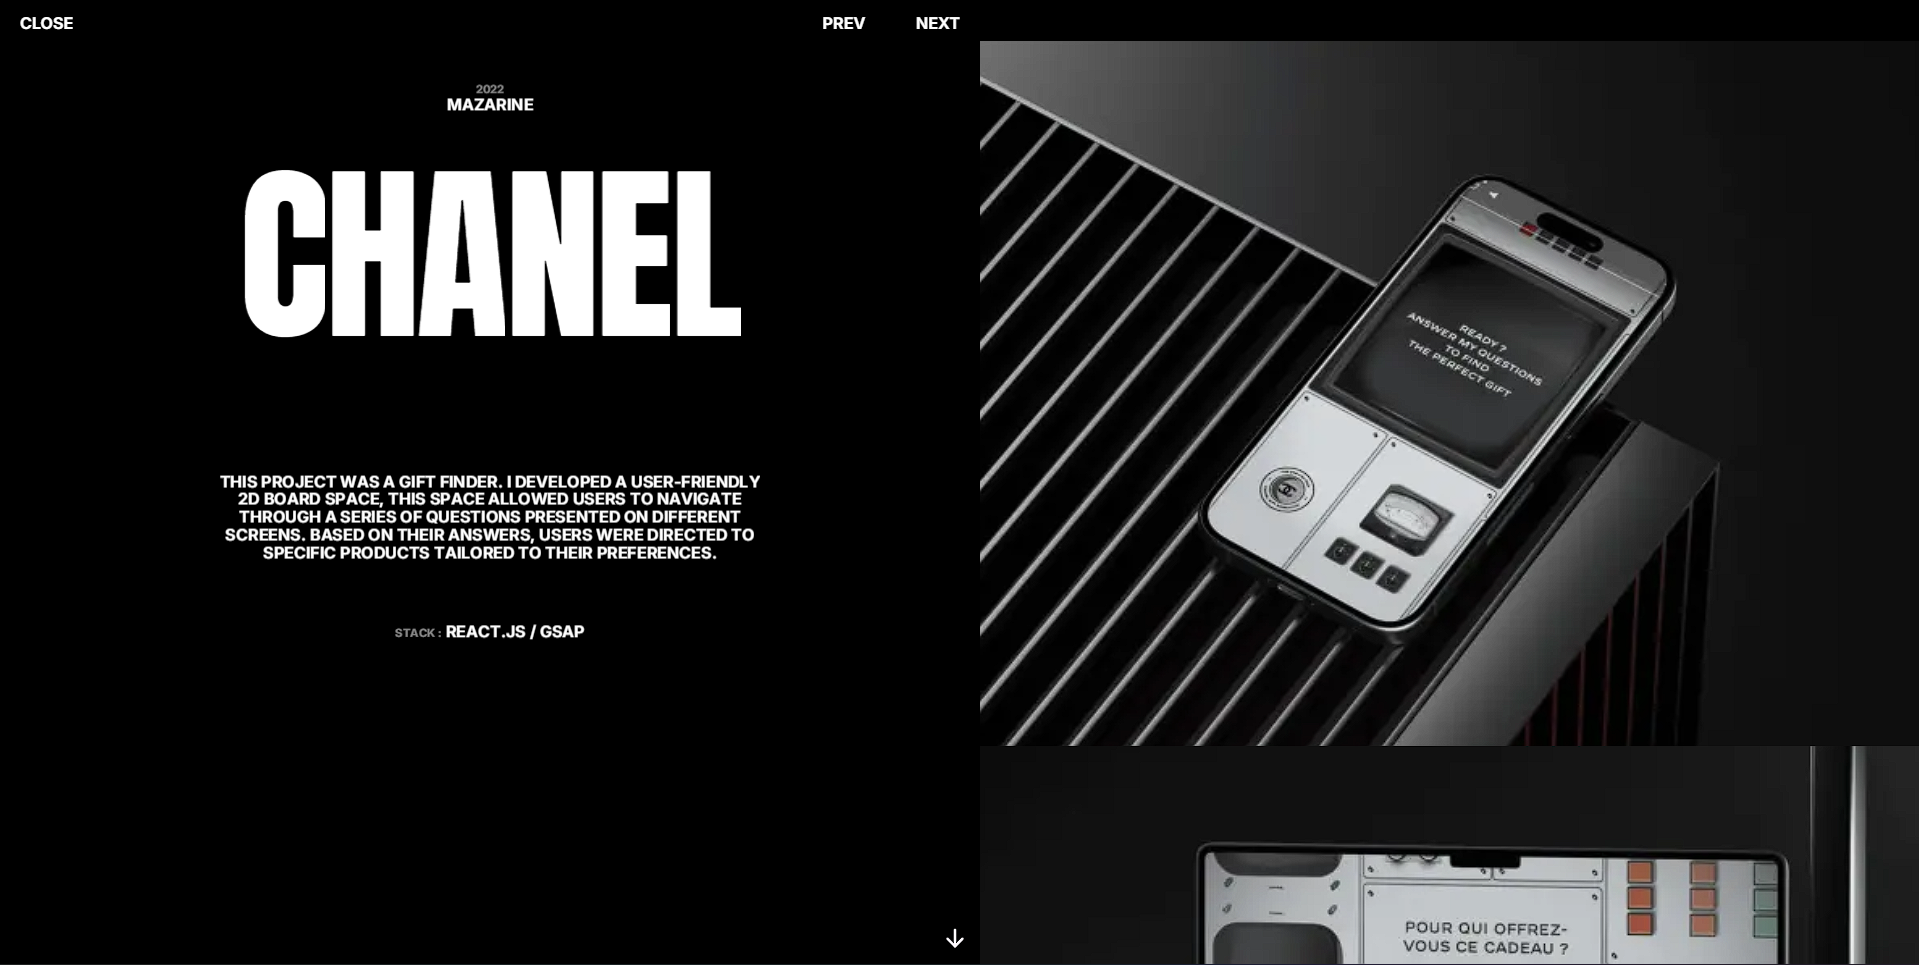 CLOSE
PREV
NEXT
2022
MAZARINE
CHANEL
THIS PROJECT WAS A GIFT FINDER. I DEVELOPED A USER-FRIENDLY
2D BOARD SPACE, THIS SPACE ALLOWED USERS TO NAVIGATE
THROUGH A SERIES OF QUESTIONS PRESENTED ON DIFFERENT
SCREENS. BASED ON THEIR ANSWERS, USERS WERE DIRECTED TO
SPECIFIC PRODUCTS TAILORED TO THEIR PREFERENCES.
STACK : REACT.JS / GSAP
READY ?
ANSWER MY QUESTIONS
TO FIND
THE PERFECT GIFT
POUR QUI OFFREZ-
VOUS CE CADEAU ?